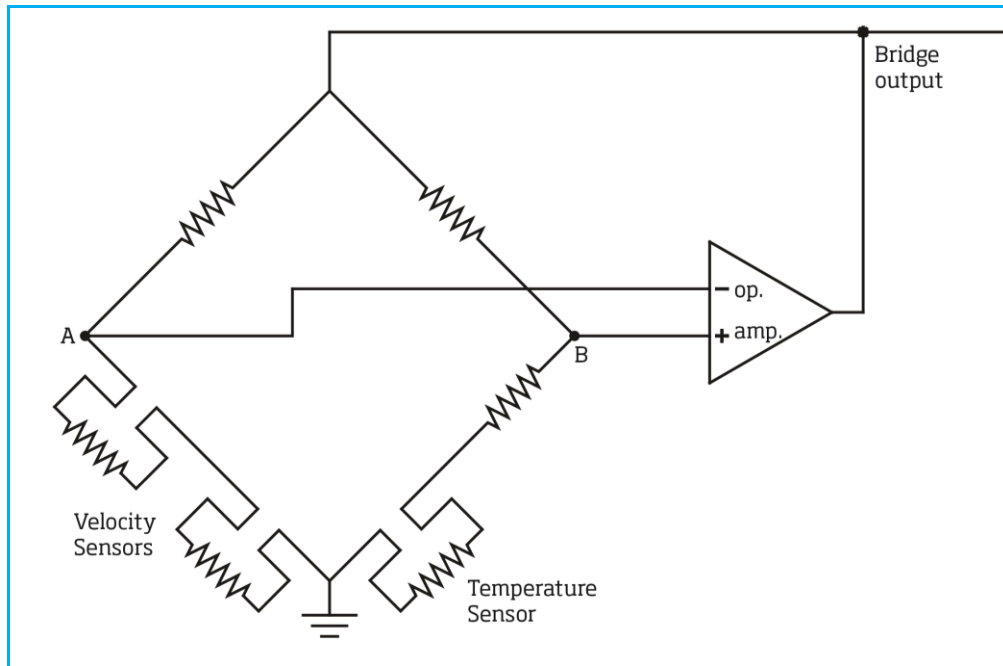 Bridge
output
A
− op.
+ amp.
B
Velocity
Sensors
Temperature
Sensor